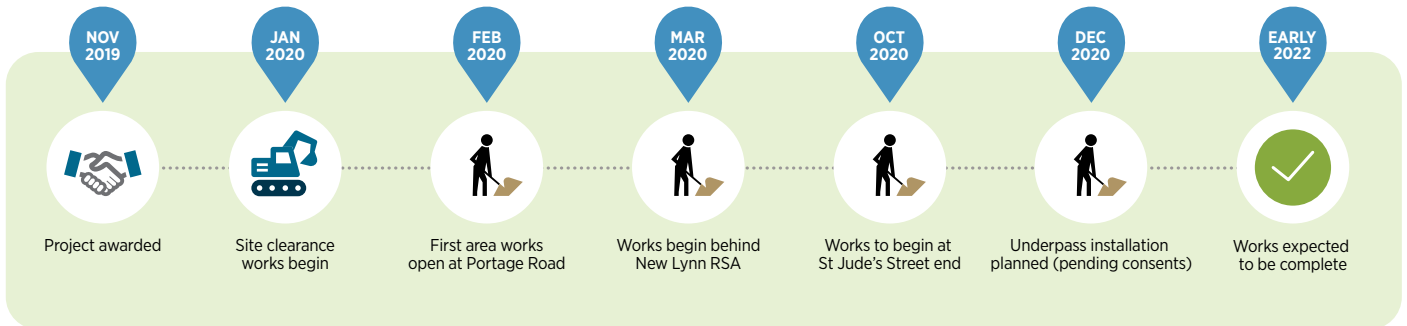 NOV
2019
JAN
2020
FEB
2020
MAR
2020
OCT
2020
DEC
2020
EARLY
2022
Project awarded
Site clearance
works begin
First area works
open at Portage Road
Works begin behind
New Lynn RSA
Works to begin at
St Jude’s Street end
Underpass installation
planned (pending consents)
Works expected
to be complete